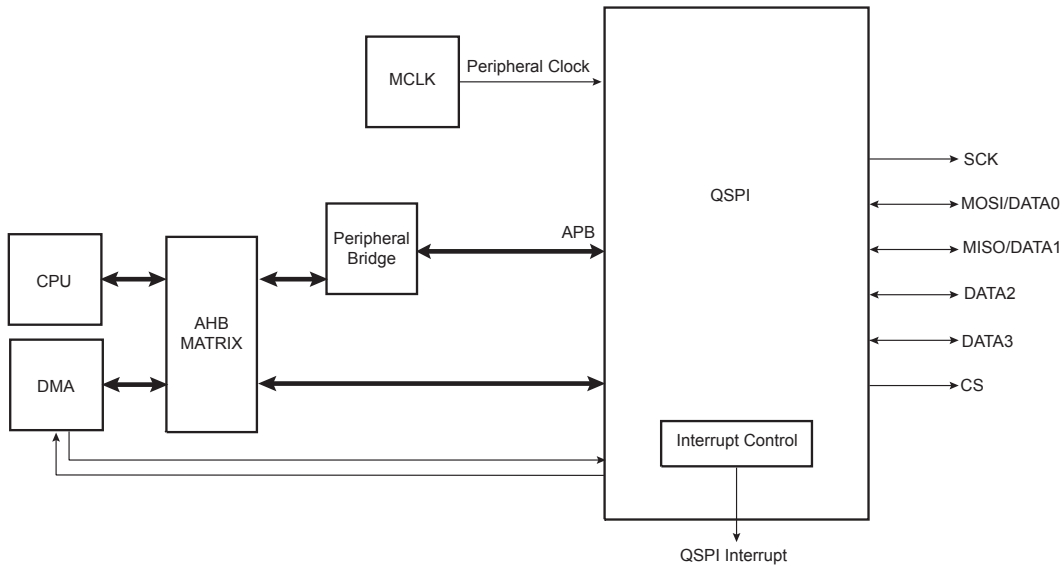 MCLK
Peripheral Clock
QSPI
SCK
MOSI/DATA0
MISO/DATA1
DATA2
DATA3
CS
Peripheral
Bridge
APB
CPU
AHB
MATRIX
DMA
Interrupt Control
QSPI Interrupt